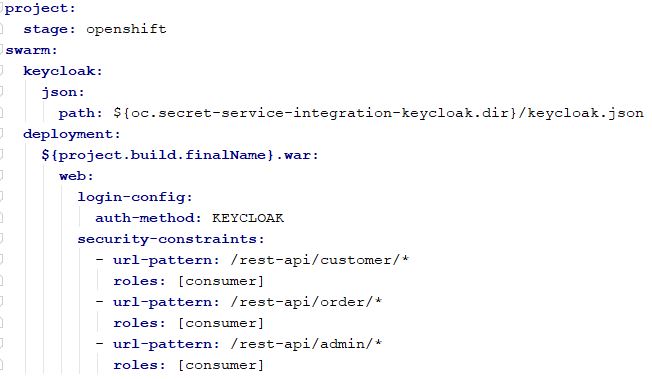 project:
  stage: openshift
swarm:
  keycloak:
    json:
      path: ${oc.secret-service-integration-keycloak.dir}/keycloak.json
  deployment:
    ${project.build.finalName}.war:
      web:
        login-config:
          auth-method: KEYCLOAK
        security-constraints:
          - url-pattern: /rest-api/customer/*
            roles: [consumer]
          - url-pattern: /rest-api/order/*
            roles: [consumer]
          - url-pattern: /rest-api/admin/*
            roles: [consumer]